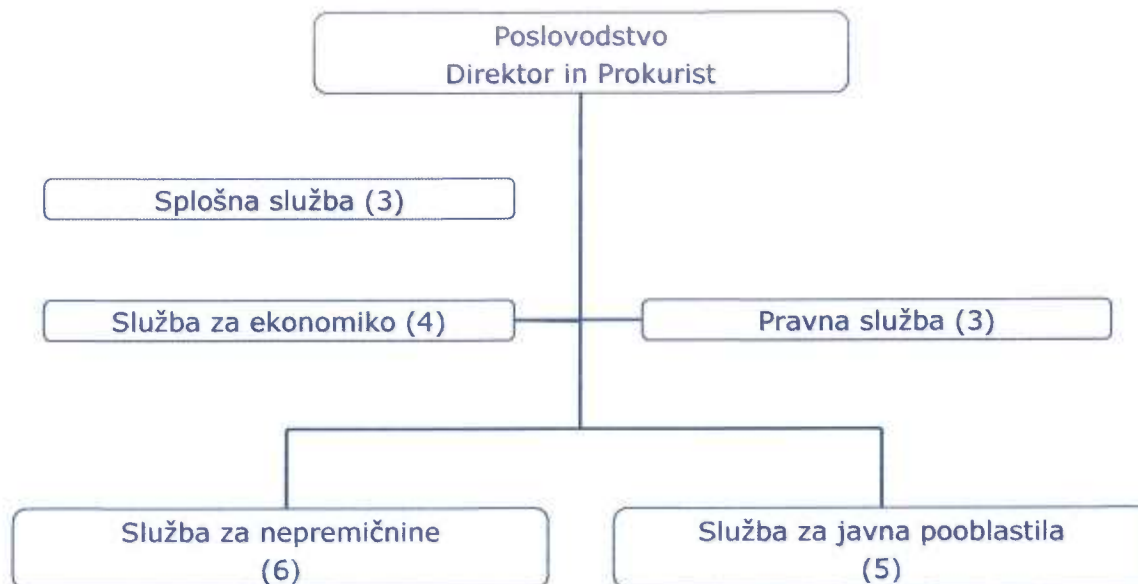 Poslovodstvo
Direktor in Prokurist
Splošna služba (3)
Služba za ekonomiko (4)
Pravna služba (3)
Služba za nepremičnine
(6)
Služba za javna pooblastila
(5)